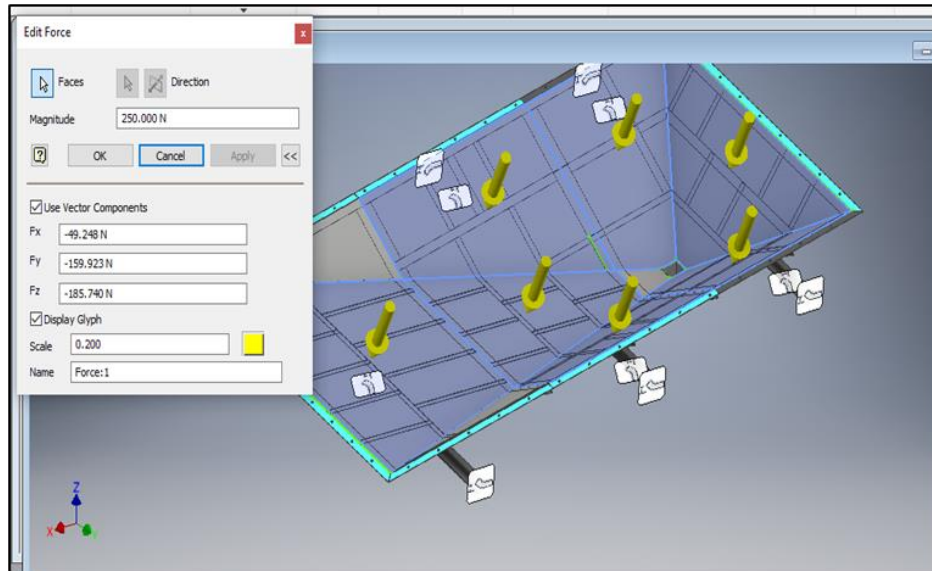 Edit Force
x
Faces
Direction
Magnitude
250.000 N
?
OK
Cancel
Apply
<<
Use Vector Components
Fx
-49.248 N
Fy
-159.923 N
Fz
-185.740 N
Display Glyph
Scale
0.200
Name
Force:1
Z
X